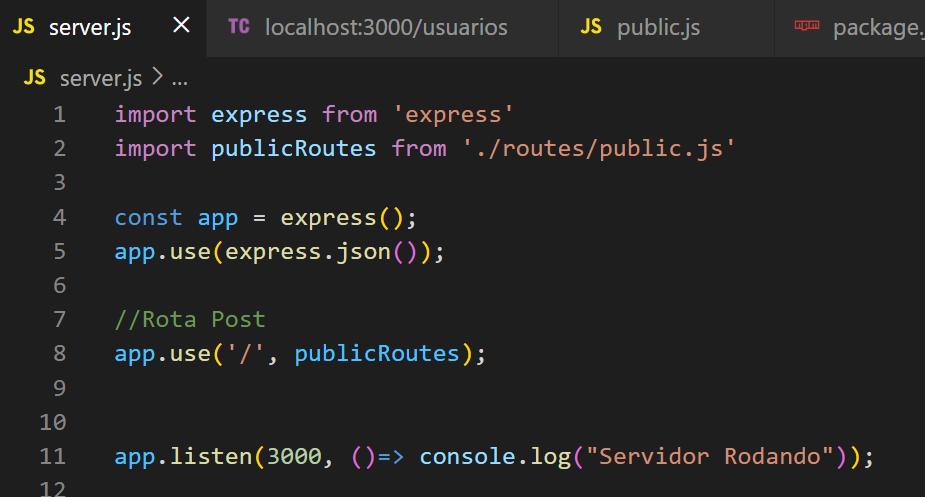 JS server.js × TC localhost:3000/usuarios JS public.js npm package.j
JS server.js > ...
1 import express from 'express'
2 import publicRoutes from './routes/public.js'
3
4 const app = express();
5 app.use(express.json());
6
7 //Rota Post
8 app.use('/', publicRoutes);
9
10
11 app.listen(3000, ()=> console.log("Servidor Rodando"));
12